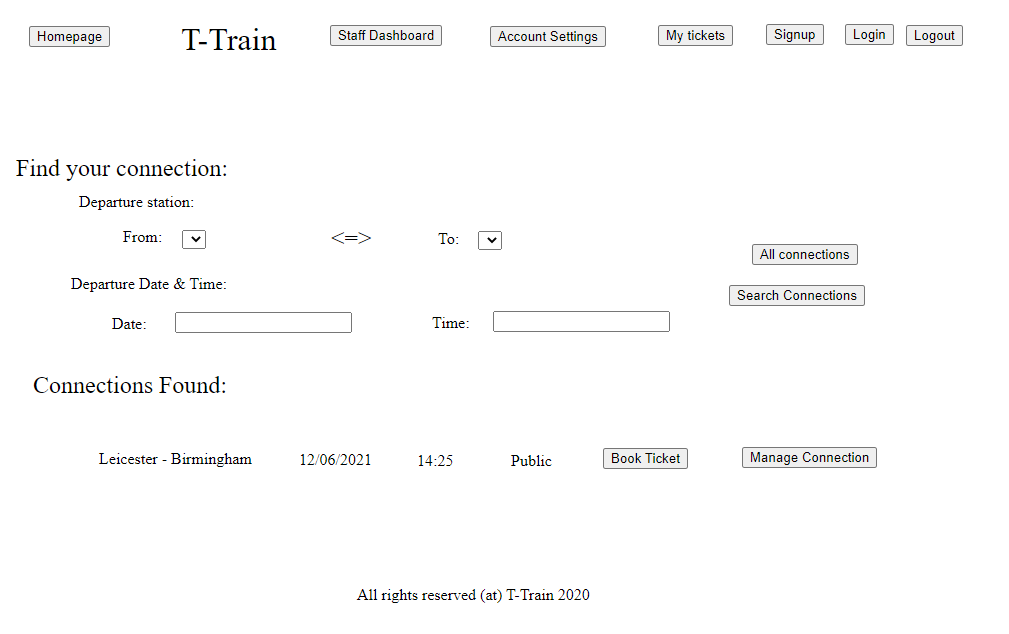 Homepage T-Train Staff Dashboard Account Settings My tickets Signup Login Logout
Find your connection:
Departure station:
From: <=> To:
All connections
Departure Date & Time:
Search Connections
Date: Time:
Connections Found:
Leicester - Birmingham 12/06/2021 14:25 Public Book Ticket Manage Connection
All rights reserved (at) T-Train 2020